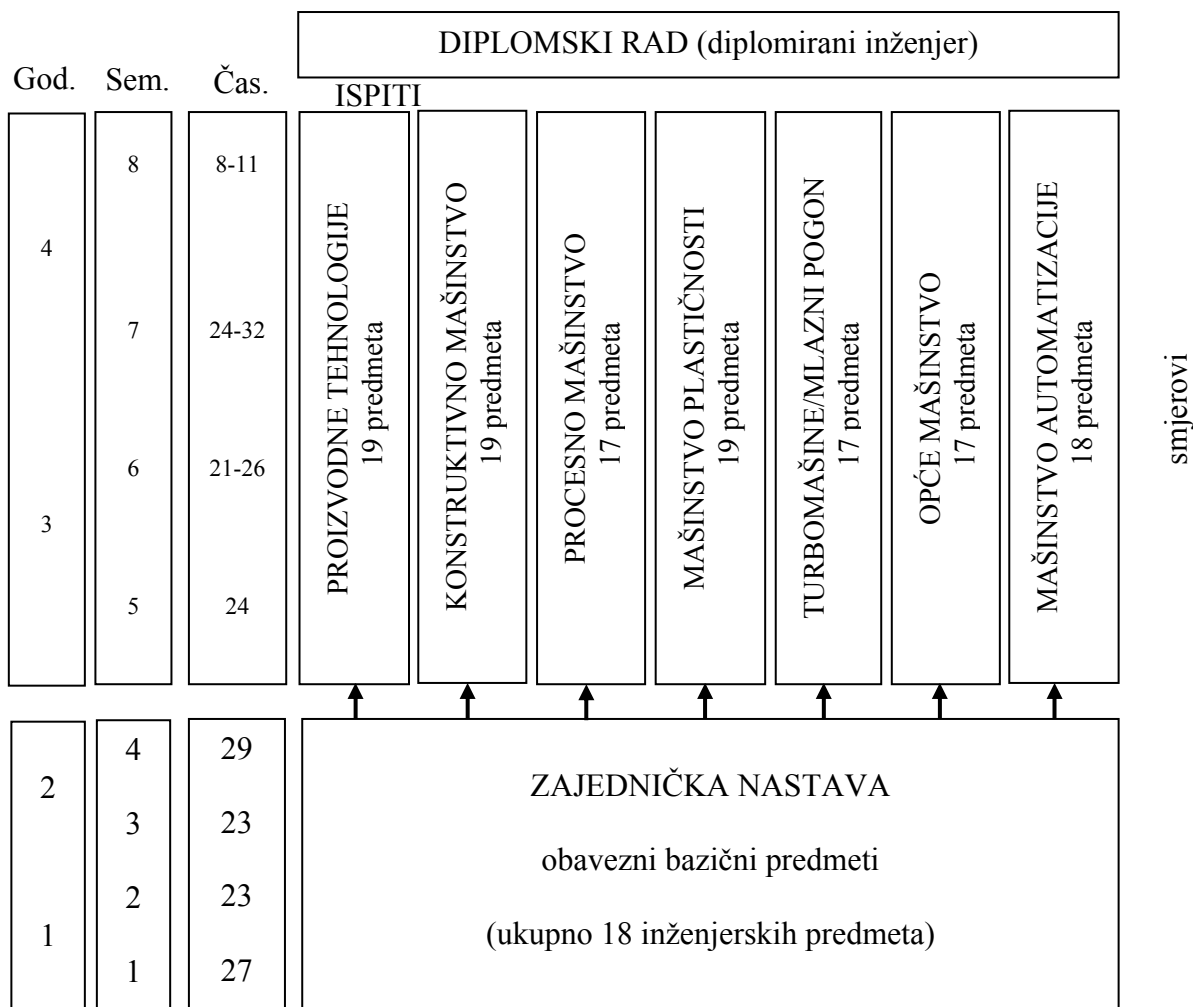 DIPLOMSKI RAD (diplomirani inženjer)
God. Sem. Čas.
ISPITI
8 8-11
4
7 24-32
6 21-26
3
5 24
PROIZVODNE TEHNOLOGIJE
19 predmeta
KONSTRUKTIVNO MAŠINSTVO
19 predmeta
PROCESNO MAŠINSTVO
17 predmeta
MAŠINSTVO PLASTIČNOSTI
19 predmeta
TURBOMAŠINE/MLAZNI POGON
17 predmeta
OPĆE MAŠINSTVO
17 predmeta
MAŠINSTVO AUTOMATIZACIJE
18 predmeta
smjerovi
4 29
2
3 23
2 23
1
1 27
ZAJEDNIČKA NASTAVA
obavezni bazični predmeti
(ukupno 18 inženjerskih predmeta)